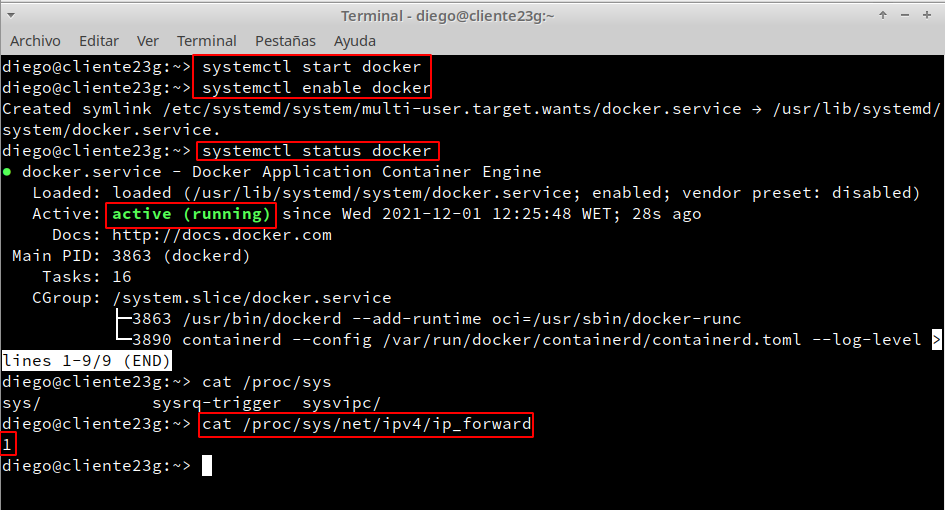 Terminal - diego@cliente23g:~
Archivo Editar Ver Terminal Pestañas Ayuda
diego@cliente23g:~> systemctl start docker
diego@cliente23g:~> systemctl enable docker
Created symlink /etc/systemd/system/multi-user.target.wants/docker.service → /usr/lib/systemd/
system/docker.service.
diego@cliente23g:~> systemctl status docker
● docker.service - Docker Application Container Engine
   Loaded: loaded (/usr/lib/systemd/system/docker.service; enabled; vendor preset: disabled)
   Active: active (running) since Wed 2021-12-01 12:25:48 WET; 28s ago
     Docs: http://docs.docker.com
 Main PID: 3863 (dockerd)
    Tasks: 16
   CGroup: /system.slice/docker.service
           ├─3863 /usr/bin/dockerd --add-runtime oci=/usr/sbin/docker-runc
           └─3890 containerd --config /var/run/docker/containerd/containerd.toml --log-level >
lines 1-9/9 (END)
diego@cliente23g:~> cat /proc/sys
sys/           sysrq-trigger  sysvipc/
diego@cliente23g:~> cat /proc/sys/net/ipv4/ip_forward
1
diego@cliente23g:~>